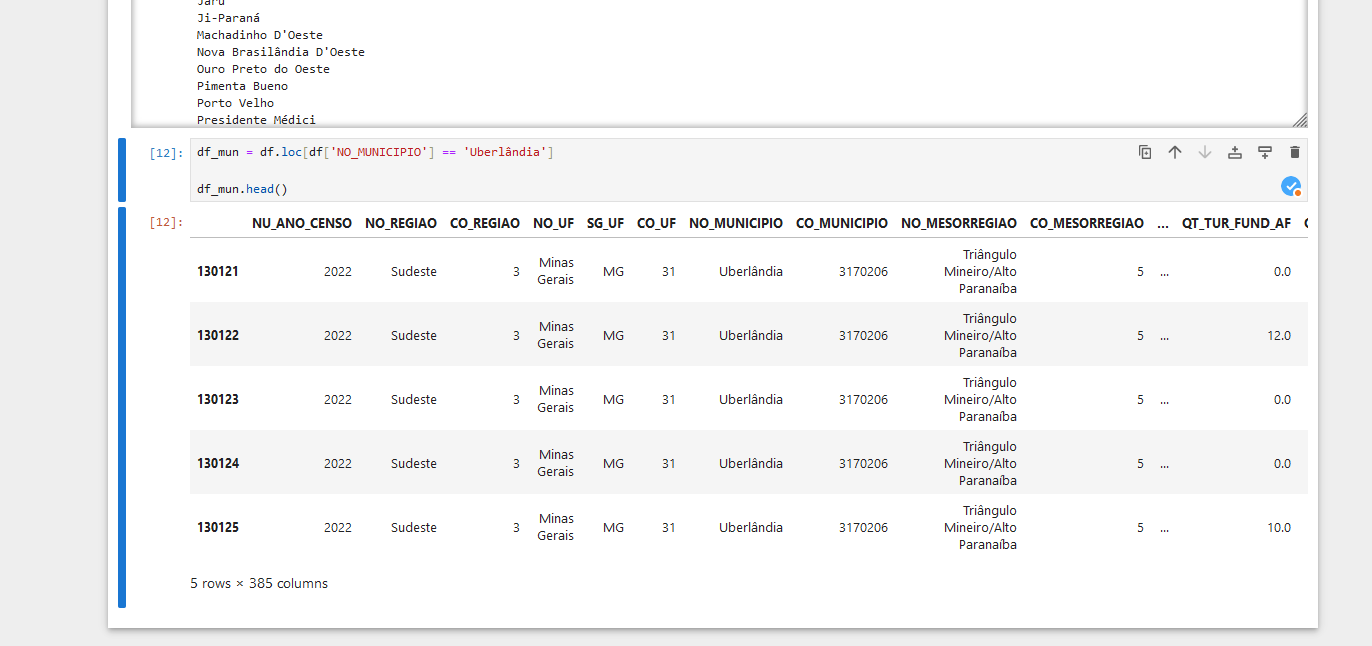 Jaru
Ji-Paraná
Machadinho D'Oeste
Nova Brasilândia D'Oeste
Ouro Preto do Oeste
Pimenta Bueno
Porto Velho
Presidente Médici
[12]: df_mun = df.loc[df['NO_MUNICIPIO'] == 'Uberlândia']
df_mun.head()
[12]: NU_ANO_CENSO NO_REGIAO CO_REGIAO NO_UF SG_UF CO_UF NO_MUNICIPIO CO_MUNICIPIO NO_MESORREGIAO CO_MESORREGIAO ... QT_TUR_FUND_AF
130121 2022 Sudeste 3 Minas Gerais MG 31 Uberlândia 3170206 Triângulo Mineiro/Alto Paranaíba 5 ... 0.0
130122 2022 Sudeste 3 Minas Gerais MG 31 Uberlândia 3170206 Triângulo Mineiro/Alto Paranaíba 5 ... 12.0
130123 2022 Sudeste 3 Minas Gerais MG 31 Uberlândia 3170206 Triângulo Mineiro/Alto Paranaíba 5 ... 0.0
130124 2022 Sudeste 3 Minas Gerais MG 31 Uberlândia 3170206 Triângulo Mineiro/Alto Paranaíba 5 ... 0.0
130125 2022 Sudeste 3 Minas Gerais MG 31 Uberlândia 3170206 Triângulo Mineiro/Alto Paranaíba 5 ... 10.0
5 rows × 385 columns